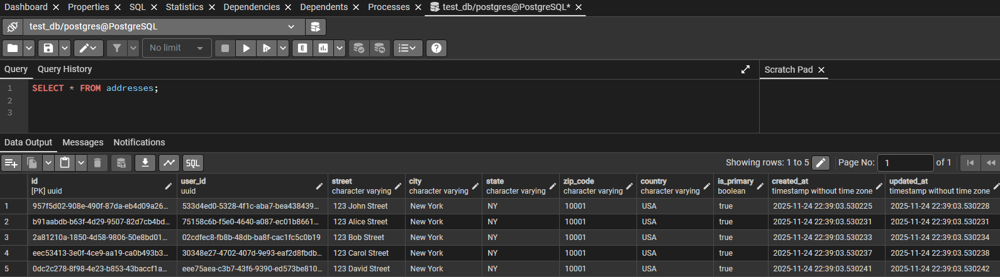 Dashboard Properties SQL Statistics Dependencies Dependents Processes test_db/postgres@PostgreSQL*
test_db/postgres@PostgreSQL
No limit E
Query Query History Scratch Pad
1 SELECT * FROM addresses;
2
3
Data Output Messages Notifications
SQL Showing rows: 1 to 5 Page No: 1 of 1
id user_id street city state zip_code country is_primary created_at updated_at
[PK] uuid uuid character varying character varying character varying character varying character varying boolean timestamp without time zone timestamp without time zone
1 957f5d02-908e-490f-87da-eb4d09a26... 533d4ed0-5328-4f1c-aba7-bea438439... 123 John Street New York NY 10001 USA true 2025-11-24 22:39:03.530225 2025-11-24 22:39:03.530228
2 b91aabdb-b63f-4d29-9507-82d7cb4bd... 75158c6b-f5e0-4640-a087-ec01b8661... 123 Alice Street New York NY 10001 USA true 2025-11-24 22:39:03.530231 2025-11-24 22:39:03.530231
3 2a81210a-1850-4d58-9806-50e8bd01... 02cdfec8-fb8b-48db-ba8f-cac1fc5c0b19 123 Bob Street New York NY 10001 USA true 2025-11-24 22:39:03.530233 2025-11-24 22:39:03.530234
4 eec53413-3e0f-4ce9-aa19-ca0b493b3... 30348e27-4702-407d-9e93-eaf2d8fbdb... 123 Carol Street New York NY 10001 USA true 2025-11-24 22:39:03.530237 2025-11-24 22:39:03.530238
5 0dc2c278-8f98-4e23-b853-43baccf1a... eee75aea-c3b7-43f6-9390-ed573be810... 123 David Street New York NY 10001 USA true 2025-11-24 22:39:03.530241 2025-11-24 22:39:03.530242